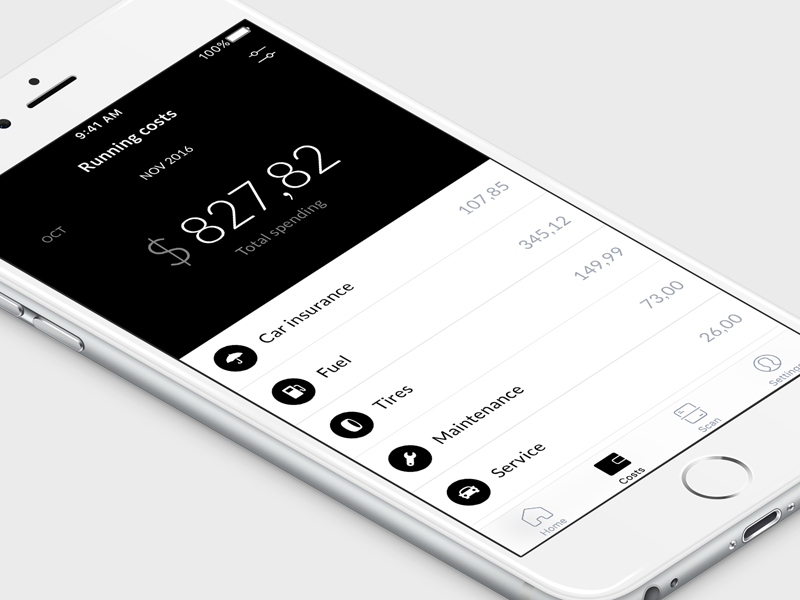 9:41 AM 100%
Running costs
OCT NOV 2016
$ 827,82
Total spending
Car insurance 107,85
Fuel 345,12
Tires 149,99
Maintenance 73,00
Service 26,00
Home Costs Scan Settings